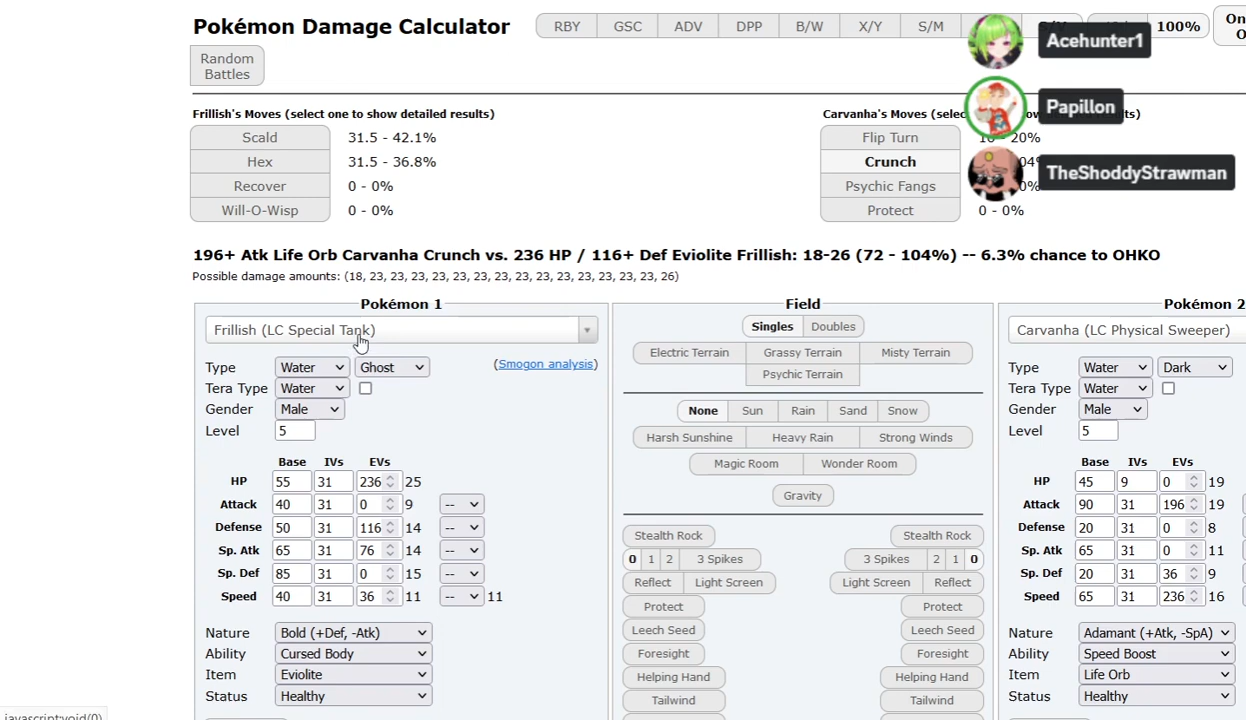 Pokémon Damage Calculator RBY GSC ADV DPP B/W X/Y S/M 100% On
Acehunter1
Random
Battles
Papillon
Frillish's Moves (select one to show detailed results)
Carvanha's Moves (selec
Scald 31.5 - 42.1%
Flip Turn 20%
Hex 31.5 - 36.8%
Crunch
Recover 0 - 0%
Psychic Fangs
TheShoddyStrawman
Will-O-Wisp 0 - 0%
Protect 0 - 0%
196+ Atk Life Orb Carvanha Crunch vs. 236 HP / 116+ Def Eviolite Frillish: 18-26 (72 - 104%) -- 6.3% chance to OHKO
Possible damage amounts: (18, 23, 23, 23, 23, 23, 23, 23, 23, 23, 23, 23, 23, 23, 23, 26)
Pokémon 1
Frillish (LC Special Tank)
Type Water Ghost (Smogon analysis)
Tera Type Water
Gender Male
Level 5
Base IVs EVs
HP 55 31 236 25
Attack 40 31 0 9 --
Defense 50 31 116 14 --
Sp. Atk 65 31 76 14 --
Sp. Def 85 31 0 15 --
Speed 40 31 36 11 -- 11
Nature Bold (+Def, -Atk)
Ability Cursed Body
Item Eviolite
Status Healthy
Field
Singles Doubles
Electric Terrain Grassy Terrain Misty Terrain
Psychic Terrain
None Sun Rain Sand Snow
Harsh Sunshine Heavy Rain Strong Winds
Magic Room Wonder Room
Gravity
Stealth Rock Stealth Rock
0 1 2 3 Spikes 3 Spikes 2 1 0
Reflect Light Screen Light Screen Reflect
Protect Protect
Leech Seed Leech Seed
Foresight Foresight
Helping Hand Helping Hand
Tailwind Tailwind
Pokémon 2
Carvanha (LC Physical Sweeper)
Type Water Dark
Tera Type Water
Gender Male
Level 5
Base IVs EVs
HP 45 9 0 19
Attack 90 31 196 19
Defense 20 31 0 8
Sp. Atk 65 31 0 11
Sp. Def 20 31 36 9
Speed 65 31 236 16
Nature Adamant (+Atk, -SpA)
Ability Speed Boost
Item Life Orb
Status Healthy
javascript:void(0)